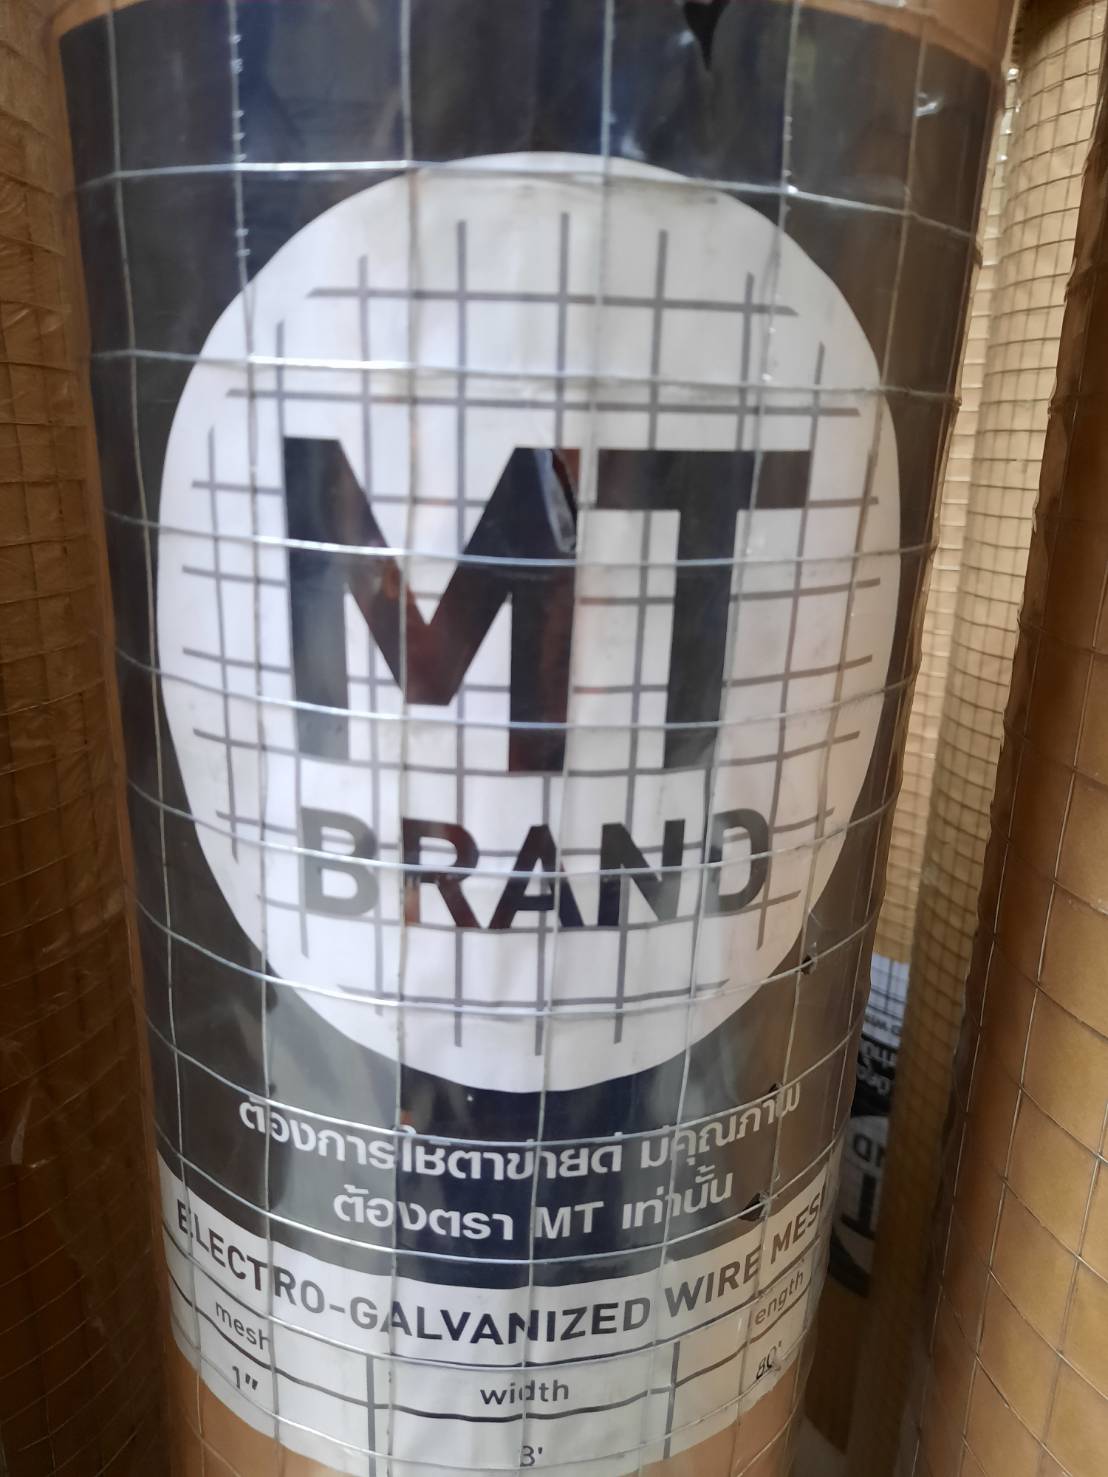 MT
BRAND
ต้องการใช้ตาข่ายดี มีคุณภาพ
ต้องตรา MT เท่านั้น
ELECTRO-GALVANIZED WIRE MESH
mesh width length
1" 3' 80'